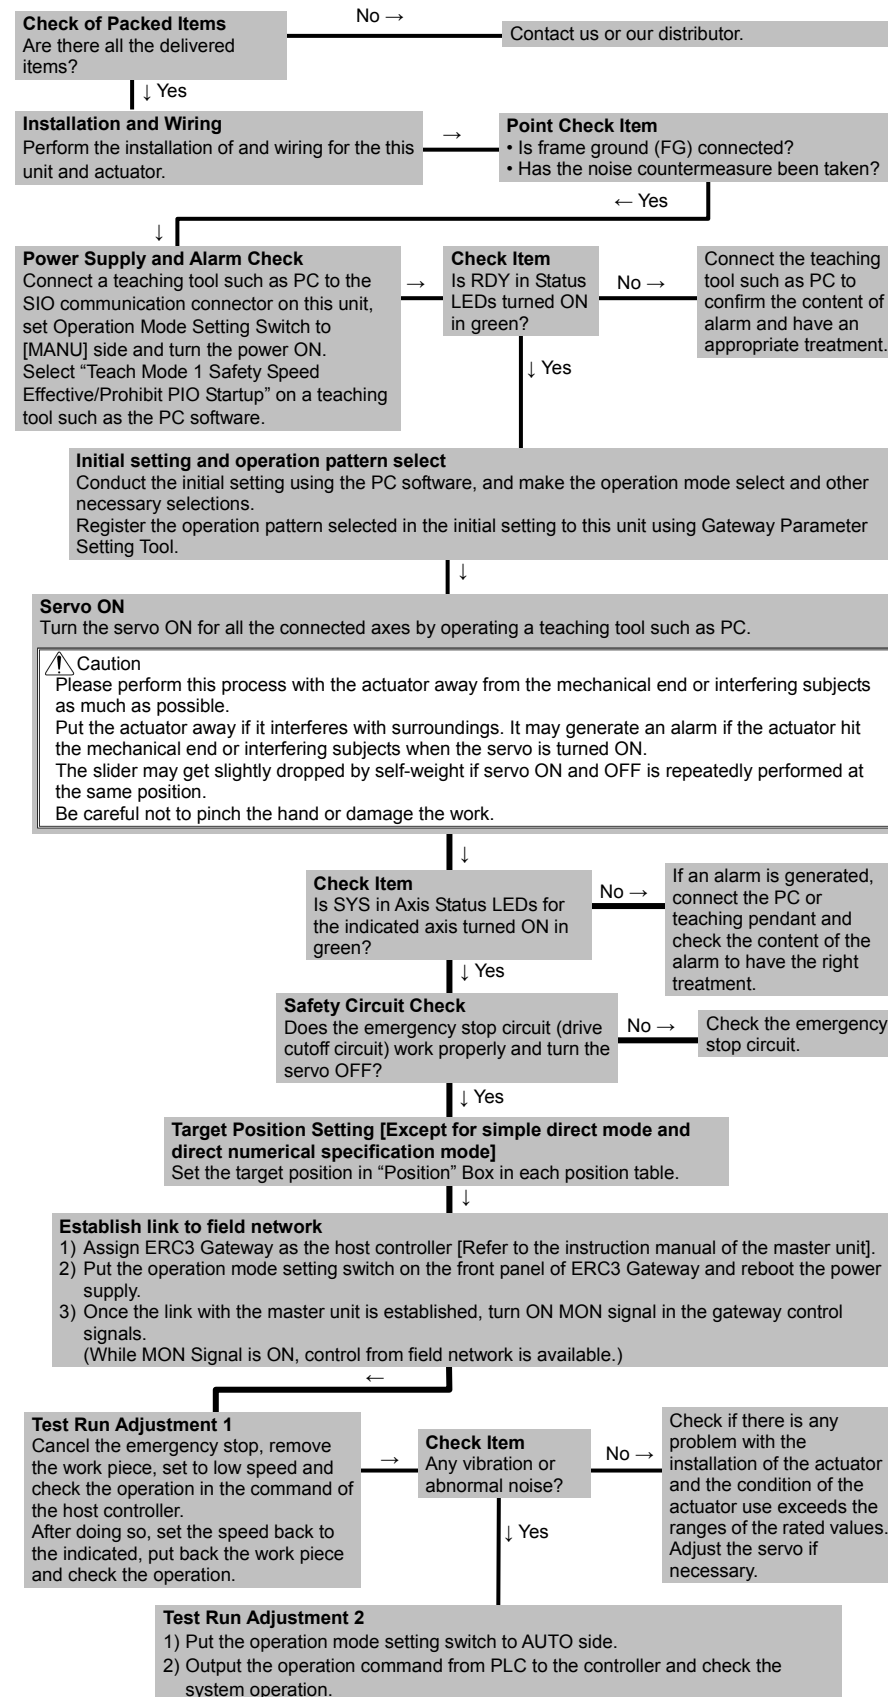 Check of Packed Items
Are there all the delivered
items?
No →
Contact us or our distributor.
↓ Yes
Installation and Wiring
Perform the installation of and wiring for the this
unit and actuator.
→
Point Check Item
• Is frame ground (FG) connected?
• Has the noise countermeasure been taken?
← Yes
↓
Power Supply and Alarm Check
Connect a teaching tool such as PC to the
SIO communication connector on this unit,
set Operation Mode Setting Switch to
[MANU] side and turn the power ON.
Select “Teach Mode 1 Safety Speed
Effective/Prohibit PIO Startup” on a teaching
tool such as the PC software.
→
Check Item
Is RDY in Status
LEDs turned ON
in green?
No →
Connect the teaching
tool such as PC to
confirm the content of
alarm and have an
appropriate treatment.
↓ Yes
Initial setting and operation pattern select
Conduct the initial setting using the PC software, and make the operation mode select and other
necessary selections.
Register the operation pattern selected in the initial setting to this unit using Gateway Parameter
Setting Tool.
↓
Servo ON
Turn the servo ON for all the connected axes by operating a teaching tool such as PC.
Caution
Please perform this process with the actuator away from the mechanical end or interfering subjects
as much as possible.
Put the actuator away if it interferes with surroundings. It may generate an alarm if the actuator hit
the mechanical end or interfering subjects when the servo is turned ON.
The slider may get slightly dropped by self-weight if servo ON and OFF is repeatedly performed at
the same position.
Be careful not to pinch the hand or damage the work.
↓
Check Item
Is SYS in Axis Status LEDs for
the indicated axis turned ON in
green?
No →
If an alarm is generated,
connect the PC or
teaching pendant and
check the content of the
alarm to have the right
treatment.
↓ Yes
Safety Circuit Check
Does the emergency stop circuit (drive
cutoff circuit) work properly and turn the
servo OFF?
No →
Check the emergency
stop circuit.
↓ Yes
Target Position Setting [Except for simple direct mode and
direct numerical specification mode]
Set the target position in “Position” Box in each position table.
↓
Establish link to field network
1) Assign ERC3 Gateway as the host controller [Refer to the instruction manual of the master unit].
2) Put the operation mode setting switch on the front panel of ERC3 Gateway and reboot the power
supply.
3) Once the link with the master unit is established, turn ON MON signal in the gateway control
signals.
(While MON Signal is ON, control from field network is available.)
←
Test Run Adjustment 1
Cancel the emergency stop, remove
the work piece, set to low speed and
check the operation in the command of
the host controller.
After doing so, set the speed back to
the indicated, put back the work piece
and check the operation.
→
Check Item
Any vibration or
abnormal noise?
No →
Check if there is any
problem with the
installation of the actuator
and the condition of the
actuator use exceeds the
ranges of the rated values.
Adjust the servo if
necessary.
↓ Yes
Test Run Adjustment 2
1) Put the operation mode setting switch to AUTO side.
2) Output the operation command from PLC to the controller and check the
system operation.